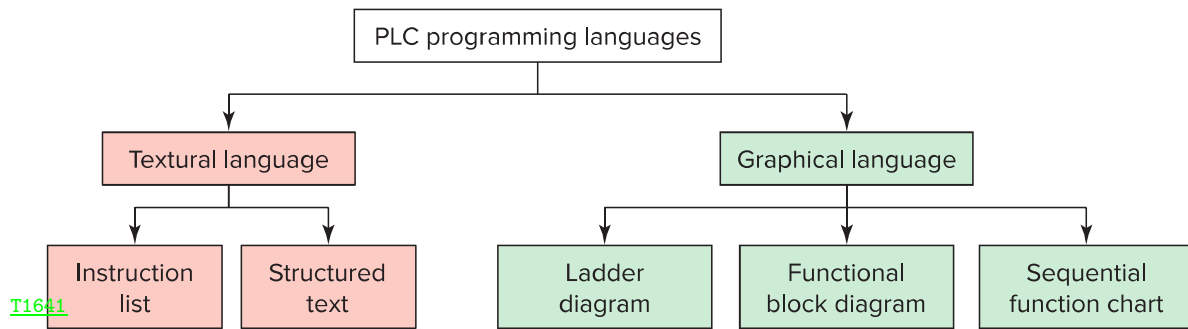 PLC programming languages
Textural language
Graphical language
Instruction
list
Structured
text
Ladder
diagram
Functional
block diagram
Sequential
function chart
T1641